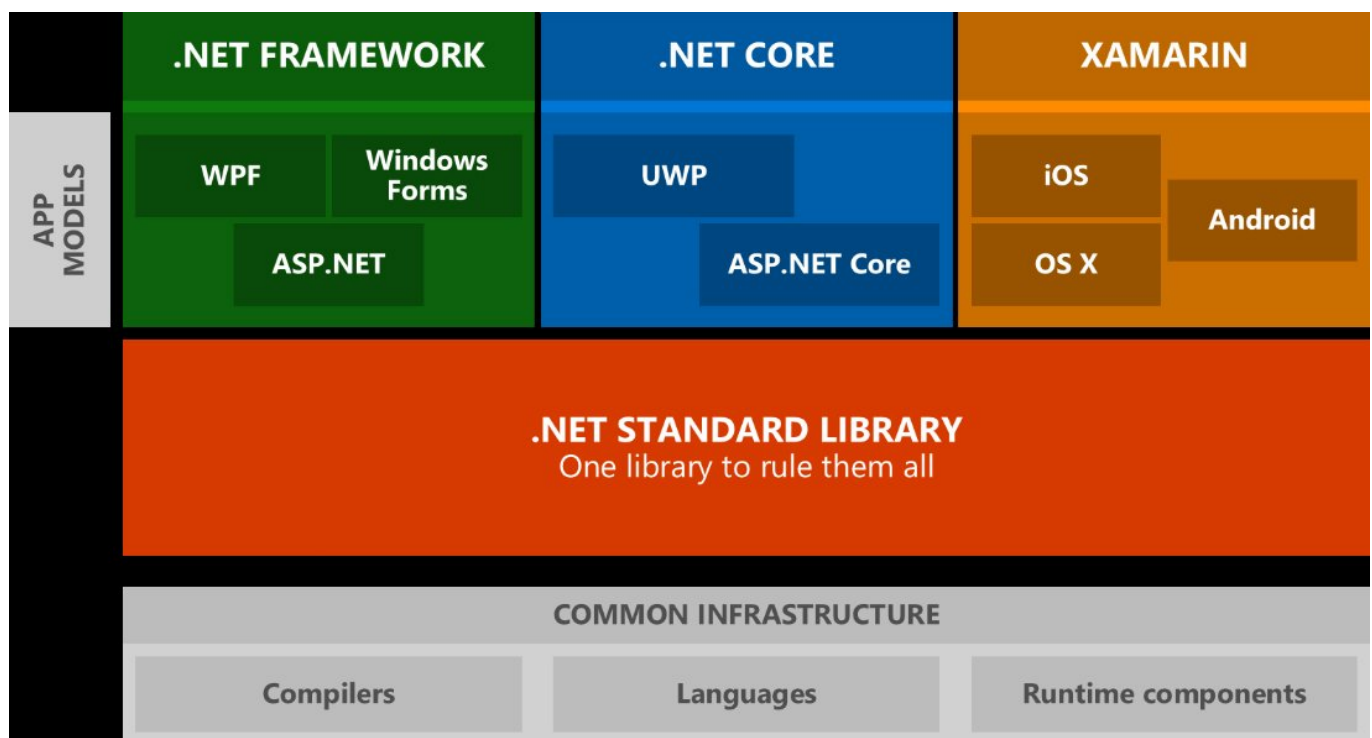 .NET FRAMEWORK
.NET CORE
XAMARIN
APP
MODELS
WPF
Windows
Forms
ASP.NET
UWP
ASP.NET Core
iOS
Android
OS X
.NET STANDARD LIBRARY
One library to rule them all
COMMON INFRASTRUCTURE
Compilers
Languages
Runtime components